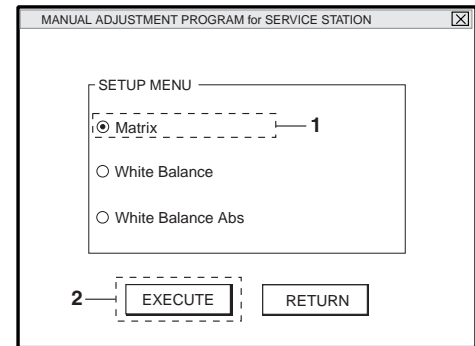 MANUAL ADJUSTMENT PROGRAM for SERVICE STATION
SETUP MENU
Matrix 1
White Balance
White Balance Abs
2 EXECUTE RETURN